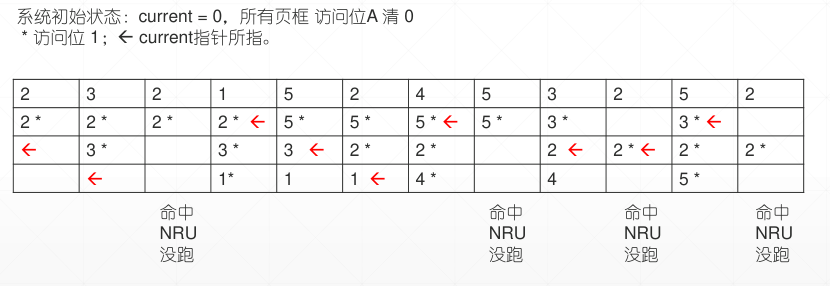 系统初始状态：current = 0，所有页框 访问位A 清 0
* 访问位 1；← current指针所指。
2 3 2 1 5 2 4 5 3 2 5 2
2 * 2 * 2 * 2 * ← 5 * 5 * 5 * ← 5 * 3 * 3 * ←
← 3 * 3 * 3 ← 2 * 2 * 2 ← 2 * ← 2 * 2 *
← 1* 1 1 ← 4 * 4 5 *
命中 命中 命中 命中
NRU NRU NRU NRU
没跑 没跑 没跑 没跑